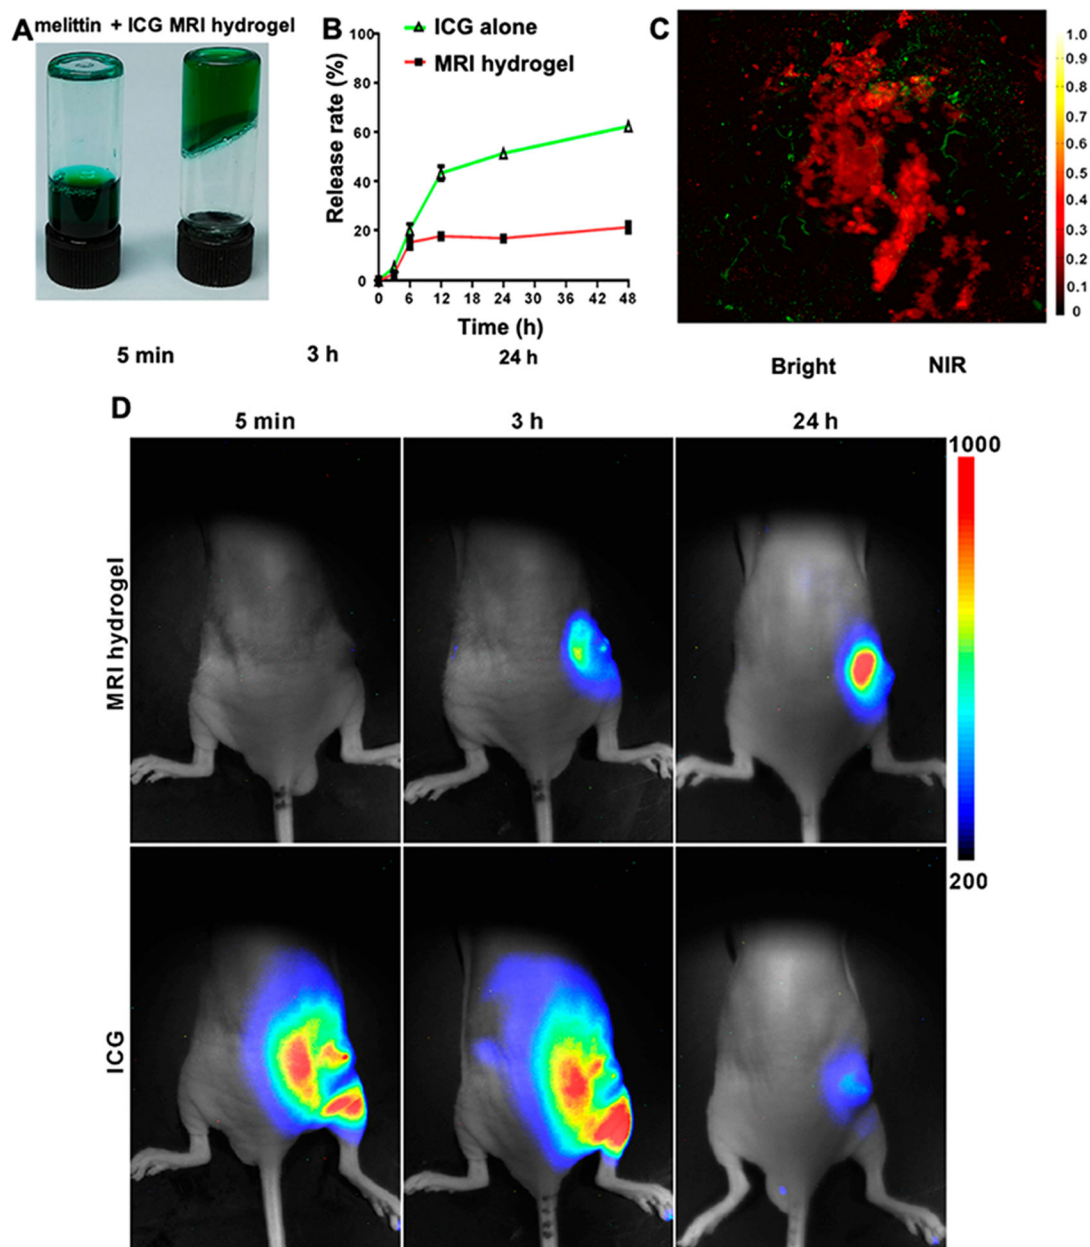 A melittin + ICG MRI hydrogel
B
100
80
60
40
20
0
Release rate (%)
ICG alone
MRI hydrogel
0 6 12 18 24 30 36 42 48
Time (h)
C
1.0
0.9
0.8
0.7
0.6
0.5
0.4
0.3
0.2
0.1
0
5 min 3 h 24 h
Bright NIR
D
5 min 3 h 24 h
MRI hydrogel
ICG
1000
200